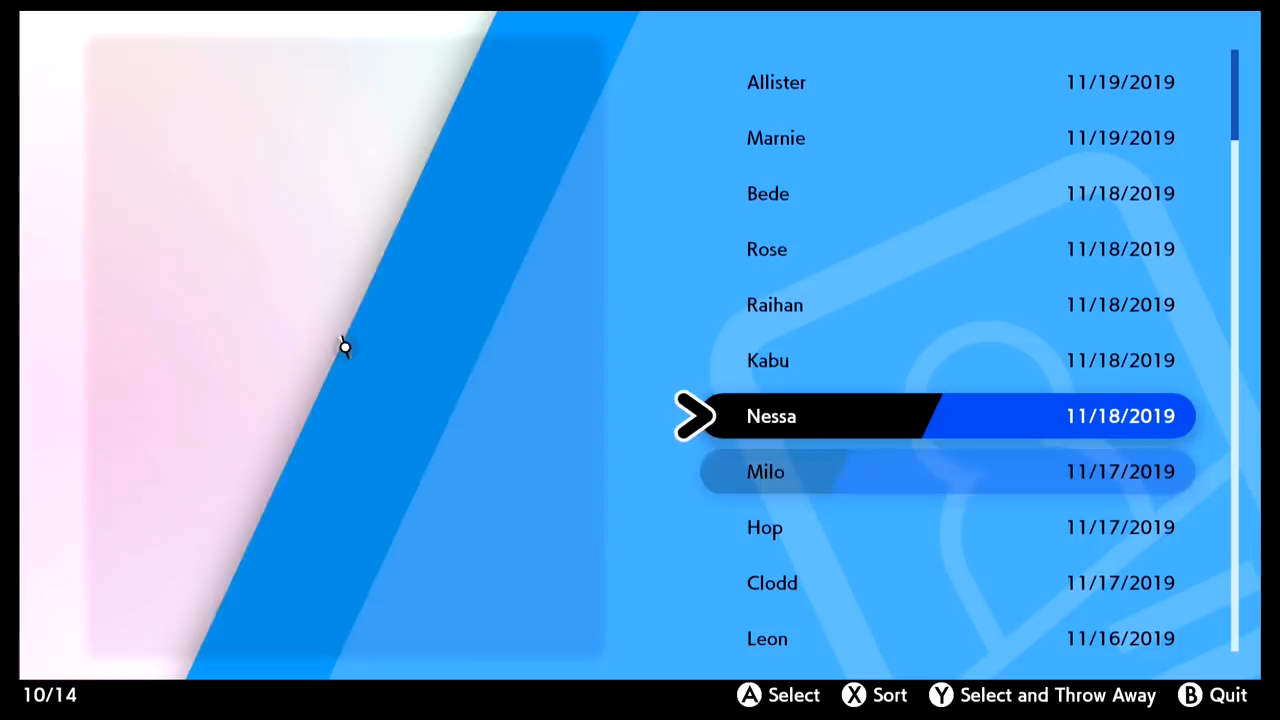 Allister 11/19/2019
Marnie 11/19/2019
Bede 11/18/2019
Rose 11/18/2019
Raihan 11/18/2019
Kabu 11/18/2019
Nessa 11/18/2019
Milo 11/17/2019
Hop 11/17/2019
Clodd 11/17/2019
Leon 11/16/2019
10/14 A Select X Sort Y Select and Throw Away B Quit